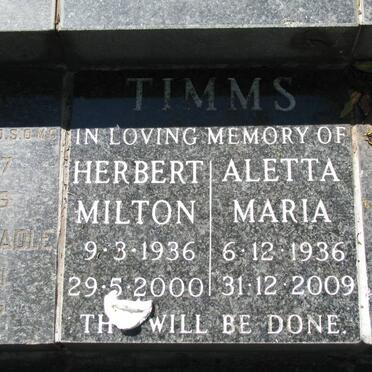 TIMMS
IN LOVING MEMORY OF
HERBERT ALETTA
MILTON MARIA
9·3·1936 6·12·1936
29·5·2000 31·12·2009
WILL BE DONE.